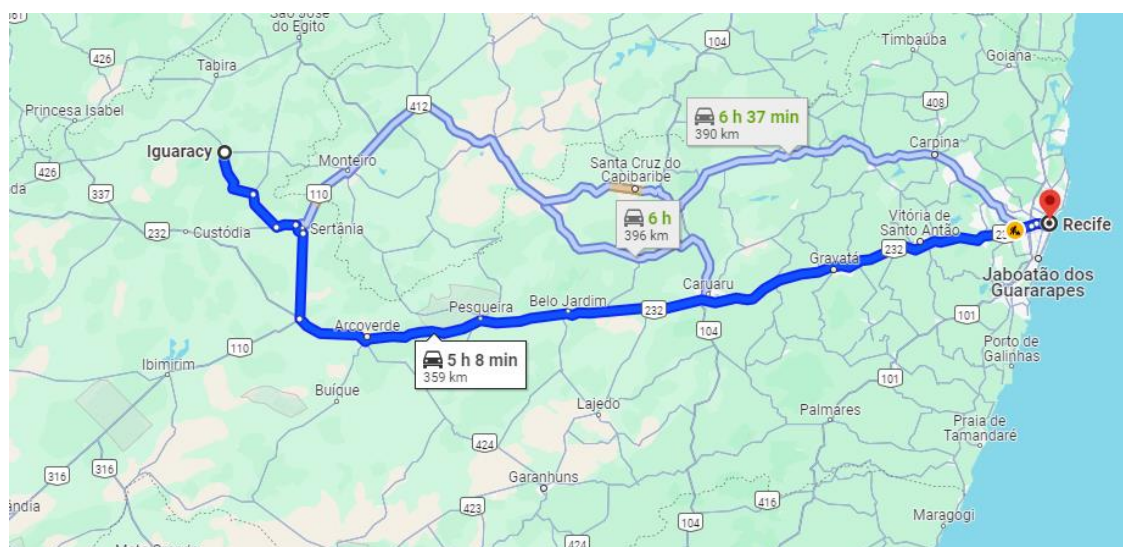 São José
do Egito
104
Timbaúba
Goiana
426
Tabira
412
408
Princesa Isabel
6 h 37 min
390 km
Carpina
Iguaracy
426
Monteiro
Santa Cruz do
Capibaribe
337
110
6 h
396 km
Recife
232
Custódia
Sertânia
Vitória de
Santo Antão
232
Gravatá
Jaboatão dos
Guararapes
Caruaru
Pesqueira
Belo Jardim
232
101
Arcoverde
104
110
Porto de
Galinhas
Ibimirim
5 h 8 min
359 km
Buíque
101
Lajedo
Palmares
Praia de
Tamandaré
424
316
316
Garanhuns
423
416
104
Maragogi
424